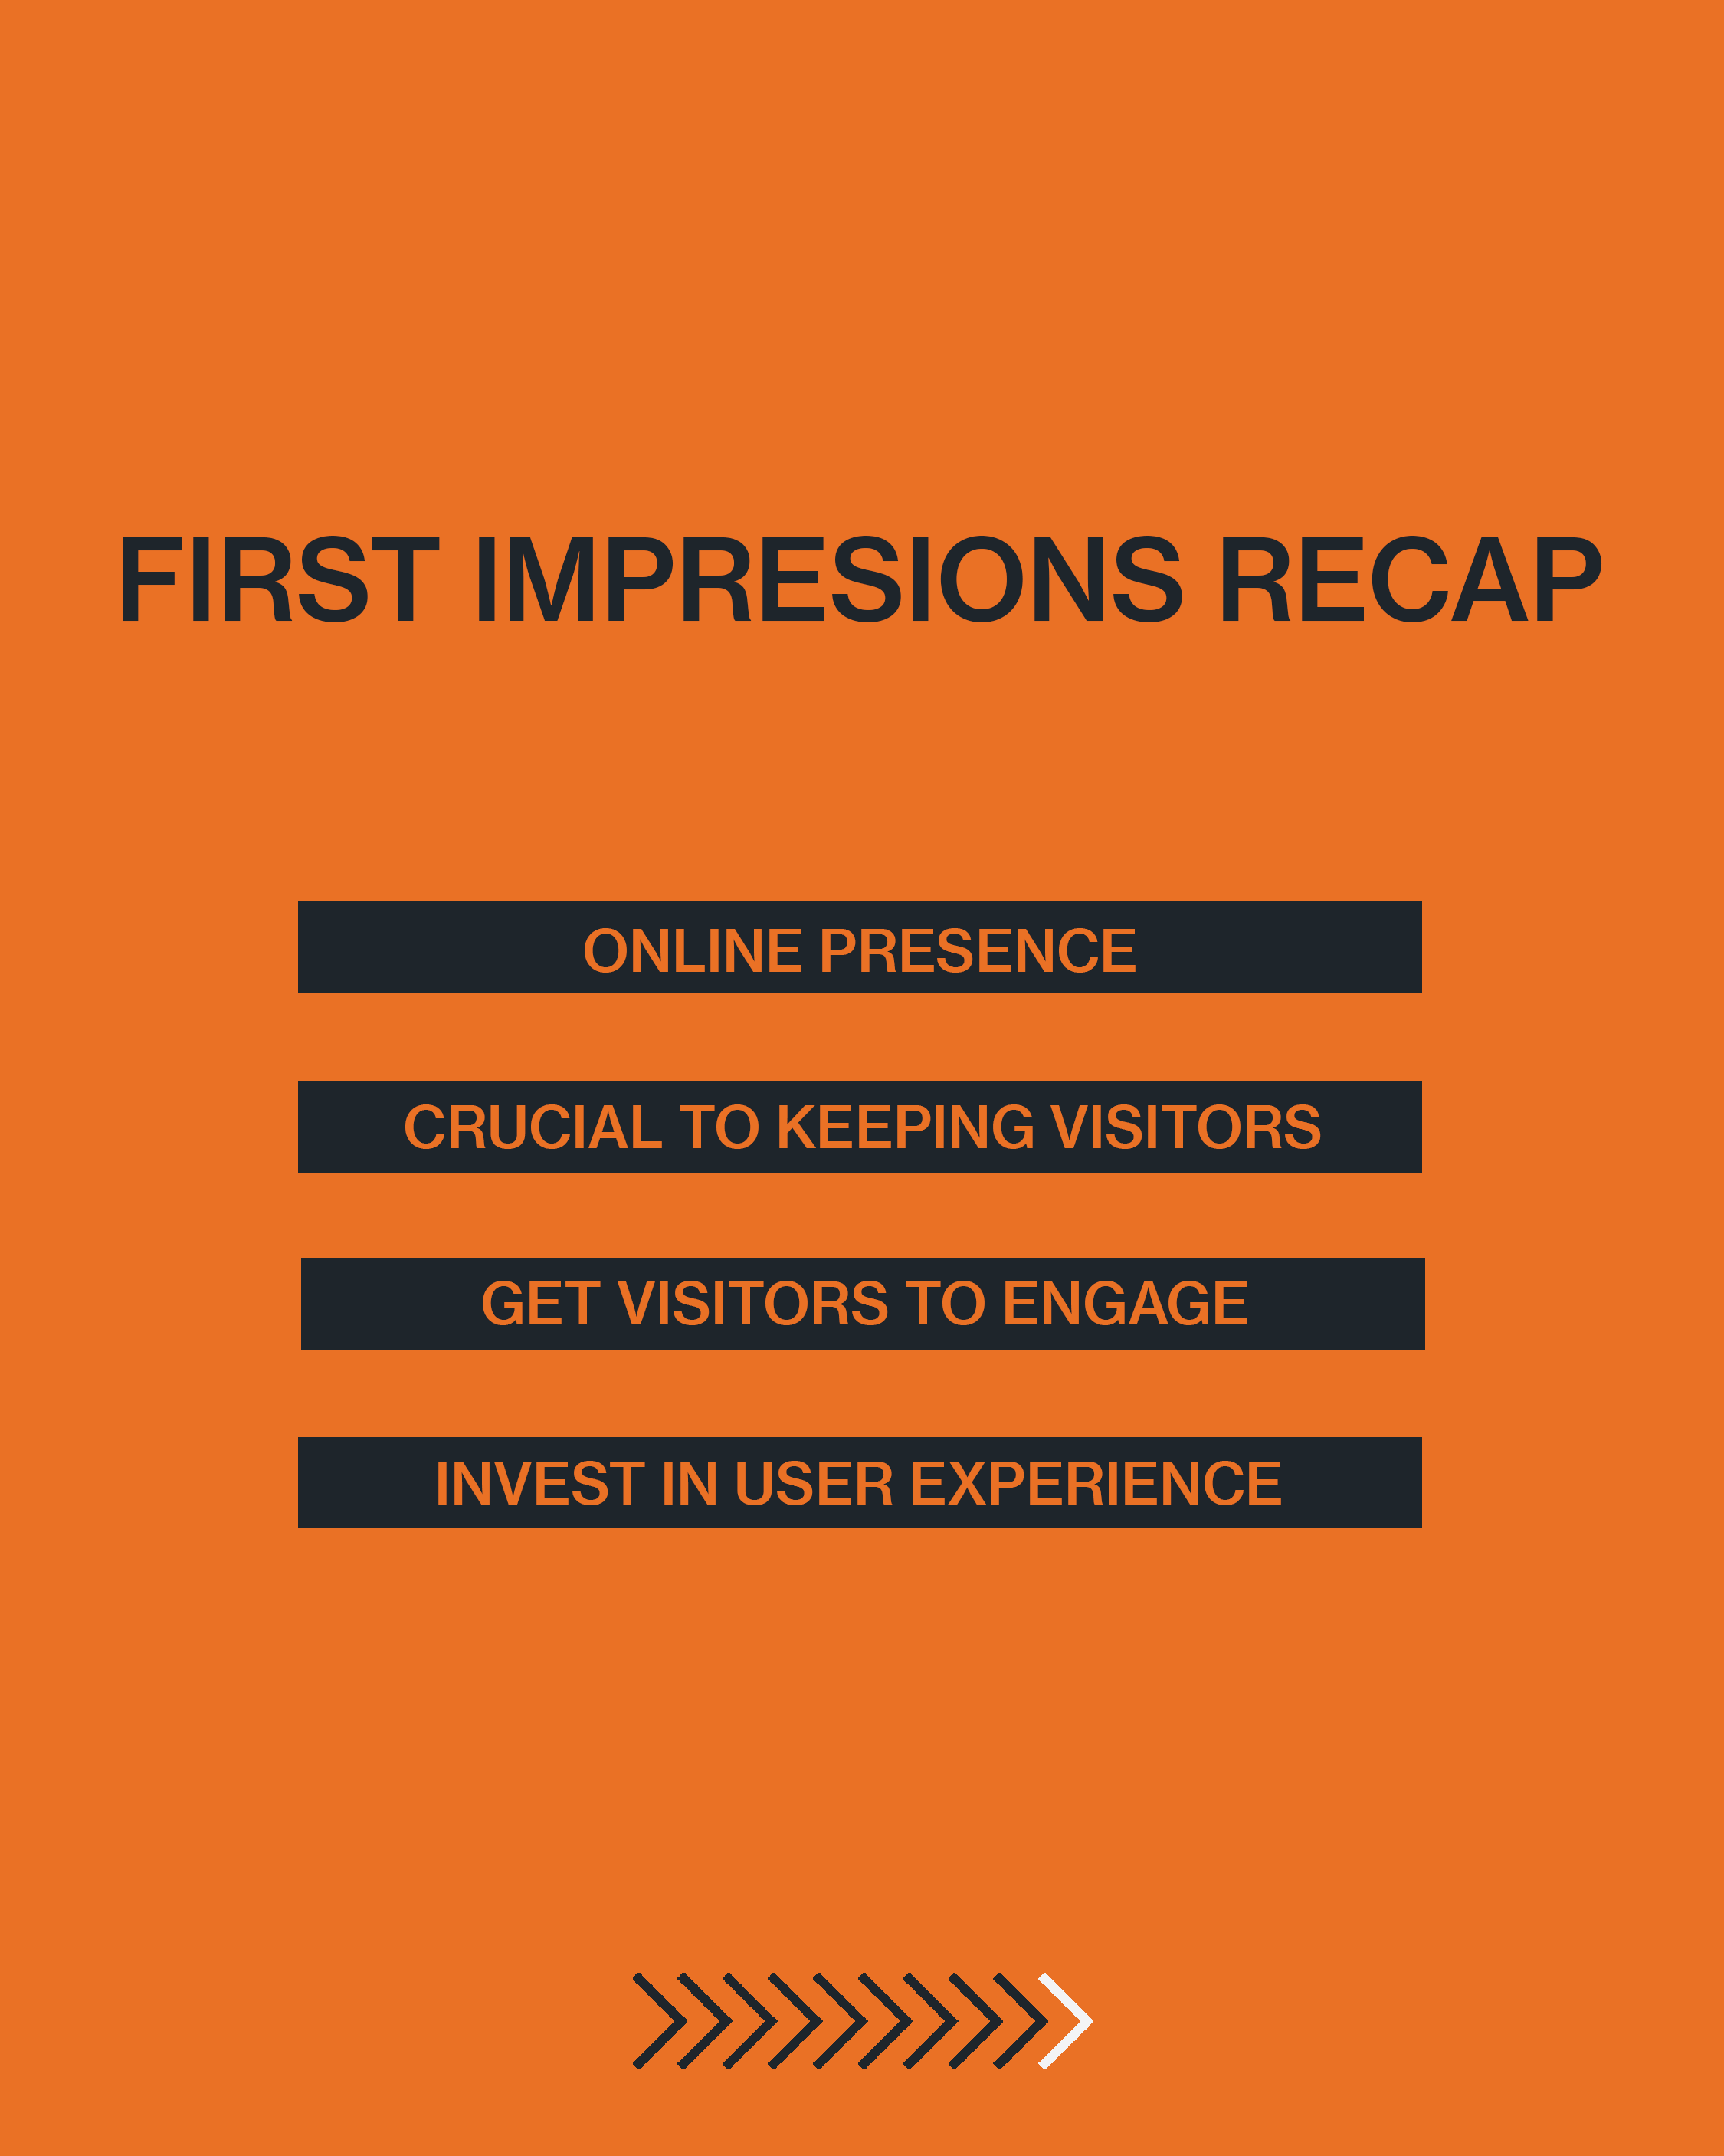 FIRST IMPRESIONS RECAP
ONLINE PRESENCE
CRUCIAL TO KEEPING VISITORS
GET VISITORS TO ENGAGE
INVEST IN USER EXPERIENCE